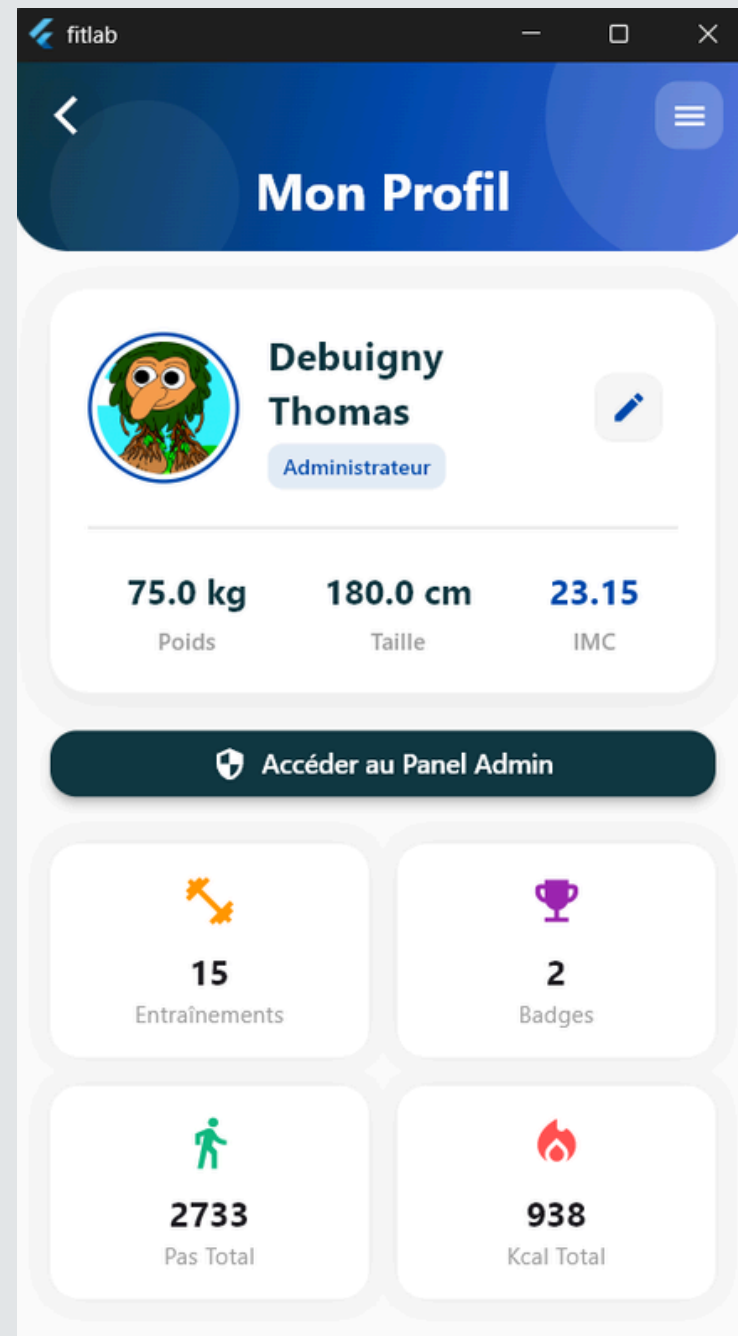 fitlab
Mon Profil
Debuigny
Thomas
Administrateur
75.0 kg
180.0 cm
23.15
Poids
Taille
IMC
Accéder au Panel Admin
15
2
Entraînements
Badges
2733
938
Pas Total
Kcal Total